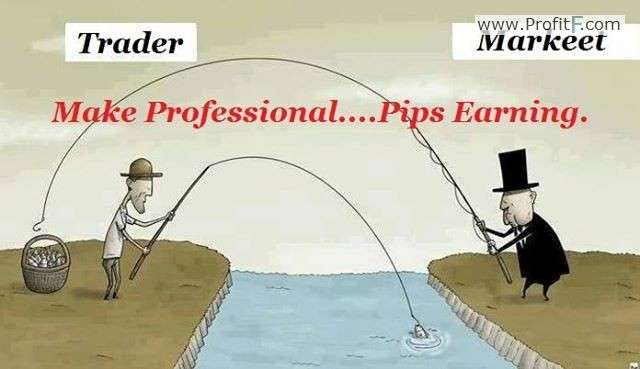 www.ProfitF.com
Trader
Markeet
Make Professional....Pips Earning.